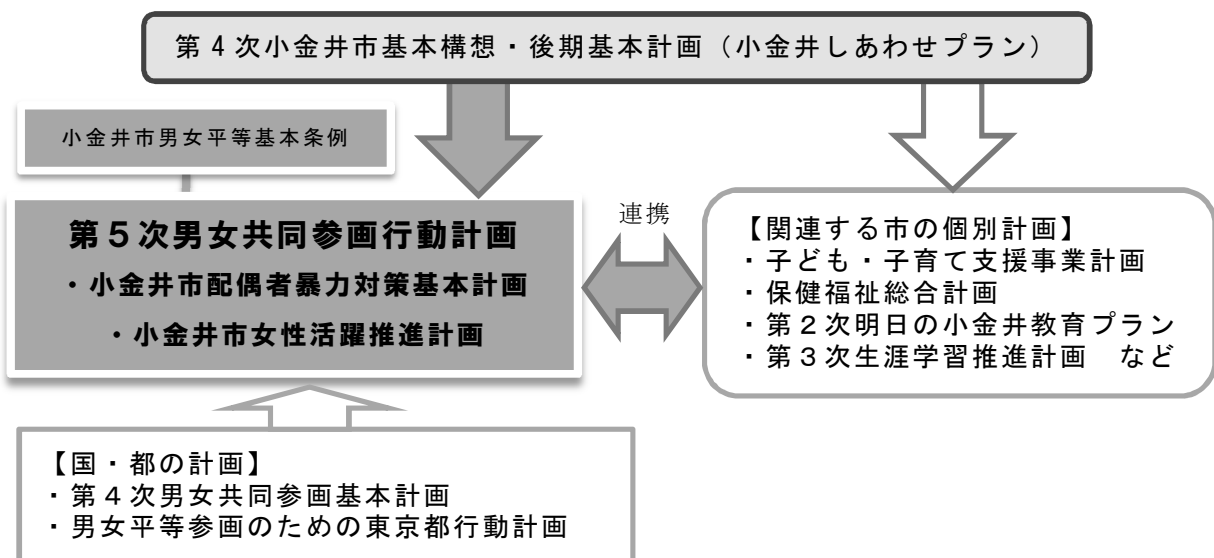 第4次小金井市基本構想・後期基本計画（小金井しあわせプラン）
小金井市男女平等基本条例
第５次男女共同参画行動計画
・小金井市配偶者暴力対策基本計画
・小金井市女性活躍推進計画
連携
【関連する市の個別計画】
・子ども・子育て支援事業計画
・保健福祉総合計画
・第２次明日の小金井教育プラン
・第３次生涯学習推進計画　など
【国・都の計画】
・第４次男女共同参画基本計画
・男女平等参画のための東京都行動計画